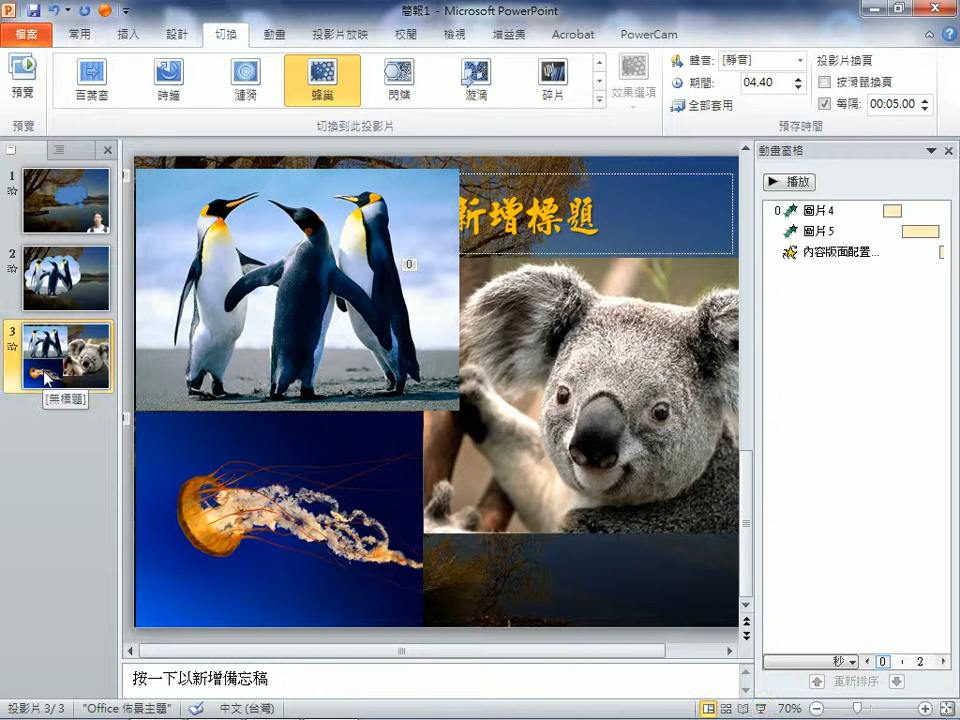 簡報1 - Microsoft PowerPoint
檔案 常用 插入 設計 切換 動畫 投影片放映 校閱 檢視 增益集 Acrobat PowerCam
預覽 百葉窗 時鐘 漣漪 蜂巢 閃爍 漩渦 碎片 效果選項
聲音: [靜音] 投影片換頁
期間: 04.40 按滑鼠換頁
全部套用 每隔: 00:05.00
預覽 切換到此投影片 預存時間
1
2
3
[無標題]
新增標題
0
動畫窗格
播放
0 圖片4
圖片5
內容版面配置...
秒 0 2
重新排序
按一下以新增備忘稿
投影片 3/3 "Office 佈景主題" 中文 (台灣) 70%